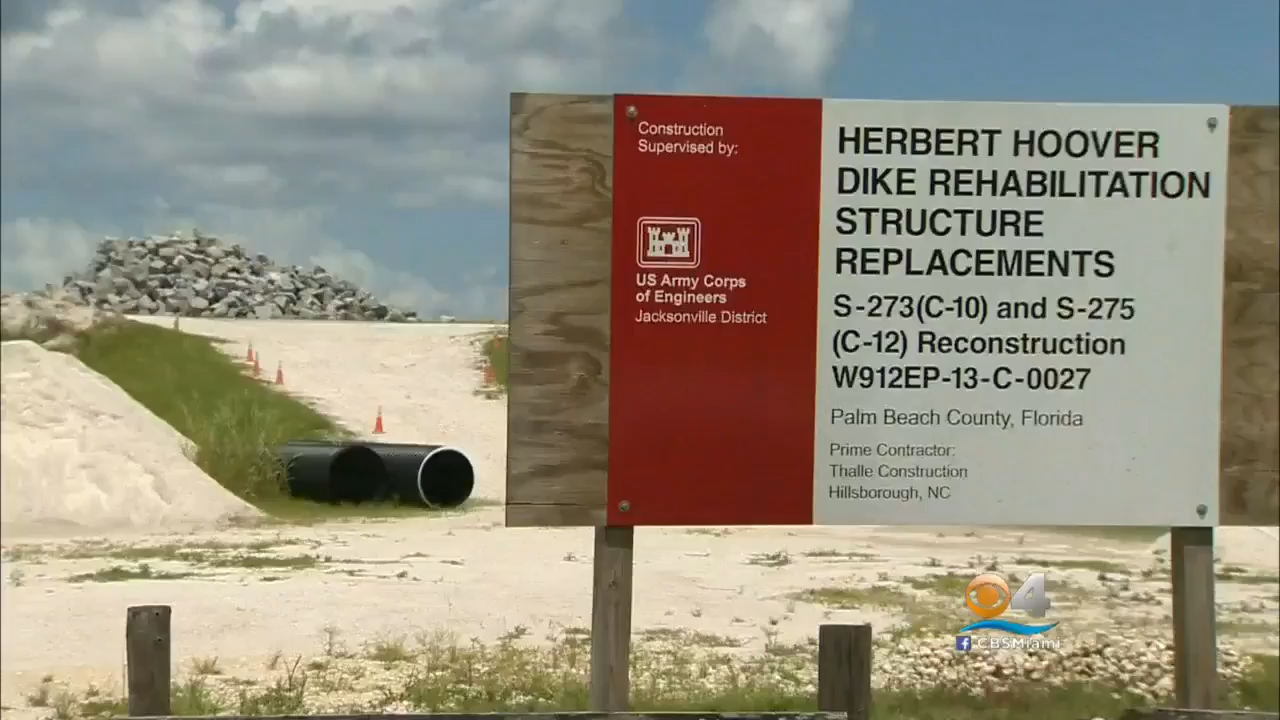 Construction
Supervised by:
US Army Corps
of Engineers
Jacksonville District
HERBERT HOOVER
DIKE REHABILITATION
STRUCTURE
REPLACEMENTS
S-273(C-10) and S-275
(C-12) Reconstruction
W912EP-13-C-0027
Palm Beach County, Florida
Prime Contractor:
Thalle Construction
Hillsborough, NC
4
f CBSMiami